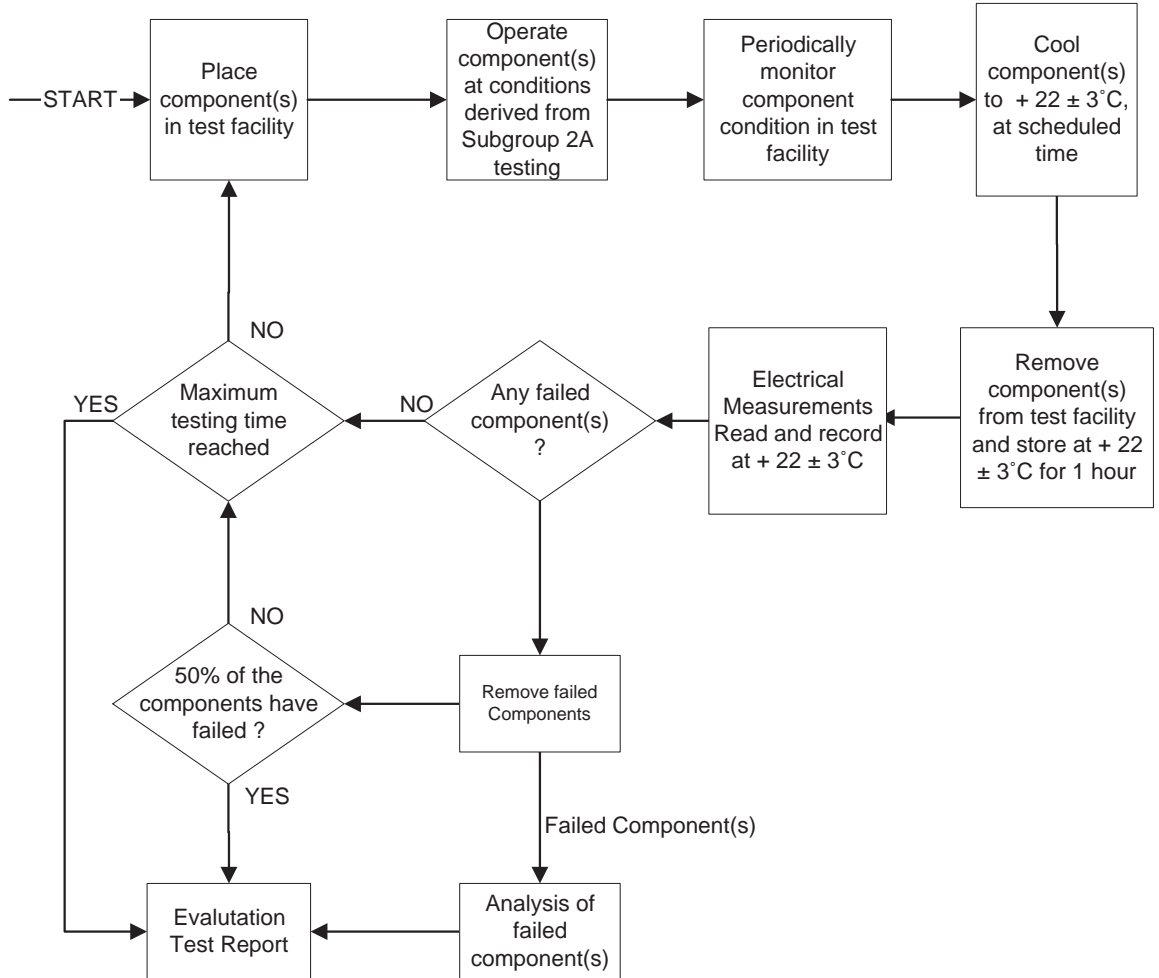 START
Place
component(s)
in test facility
Operate
component(s)
at conditions
derived from
Subgroup 2A
testing
Periodically
monitor
component
condition in test
facility
Cool
component(s)
to + 22 ± 3˚C,
at scheduled
time
Remove
component(s)
from test facility
and store at + 22
± 3˚C for 1 hour
Electrical
Measurements
Read and record
at + 22 ± 3˚C
Any failed
component(s)
?
NO
Maximum
testing time
reached
NO
YES
Remove failed
Components
50% of the
components have
failed ?
NO
YES
Failed Component(s)
Analysis of
failed
component(s)
Evalutation
Test Report